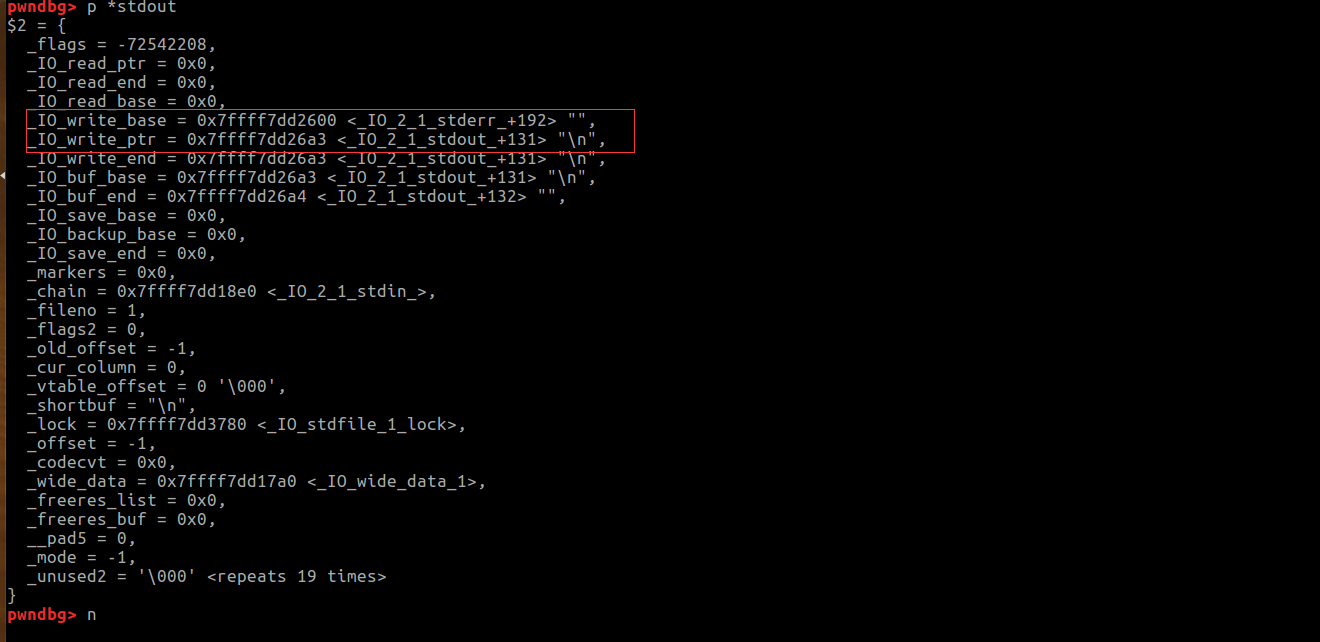 pwndbg> p *stdout
$2 = {
  _flags = -72542208,
  _IO_read_ptr = 0x0,
  _IO_read_end = 0x0,
  _IO_read_base = 0x0,
  _IO_write_base = 0x7ffff7dd2600 <_IO_2_1_stderr_+192> "",
  _IO_write_ptr = 0x7ffff7dd26a3 <_IO_2_1_stdout_+131> "\n",
  _IO_write_end = 0x7ffff7dd26a3 <_IO_2_1_stdout_+131> "\n",
  _IO_buf_base = 0x7ffff7dd26a3 <_IO_2_1_stdout_+131> "\n",
  _IO_buf_end = 0x7ffff7dd26a4 <_IO_2_1_stdout_+132> "",
  _IO_save_base = 0x0,
  _IO_backup_base = 0x0,
  _IO_save_end = 0x0,
  _markers = 0x0,
  _chain = 0x7ffff7dd18e0 <_IO_2_1_stdin_>,
  _fileno = 1,
  _flags2 = 0,
  _old_offset = -1,
  _cur_column = 0,
  _vtable_offset = 0 '\000',
  _shortbuf = "\n",
  _lock = 0x7ffff7dd3780 <_IO_stdfile_1_lock>,
  _offset = -1,
  _codecvt = 0x0,
  _wide_data = 0x7ffff7dd17a0 <_IO_wide_data_1>,
  _freeres_list = 0x0,
  _freeres_buf = 0x0,
  __pad5 = 0,
  _mode = -1,
  _unused2 = '\000' <repeats 19 times>
}
pwndbg> n